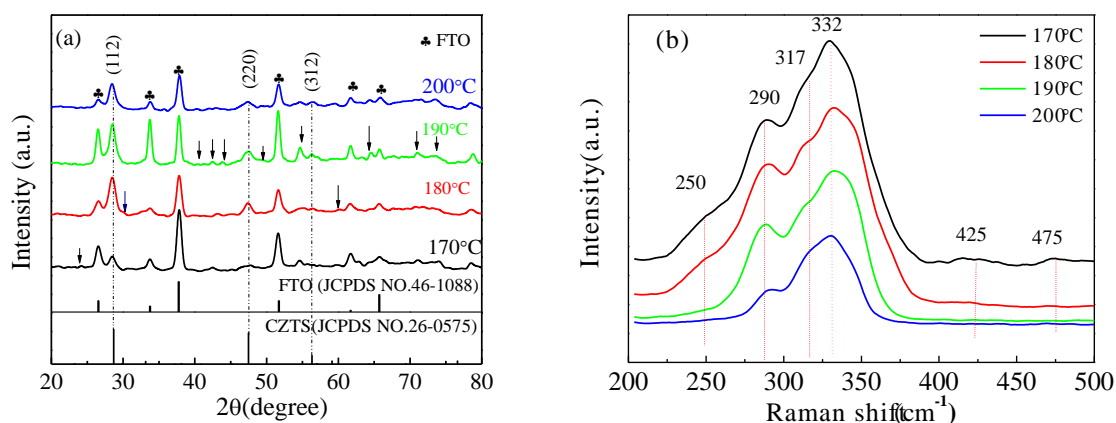 (a)
♣ FTO
(112)
(220)
(312)
200°C
190°C
180°C
170°C
FTO (JCPDS NO.46-1088)
CZTS(JCPDS NO.26-0575)
Intensity (a.u.)
20 30 40 50 60 70 80
2θ(degree)
(b)
332
317
290
250
425
475
170°C
180°C
190°C
200°C
Intensity(a.u.)
200 250 300 350 400 450 500
Raman shift(cm⁻¹)